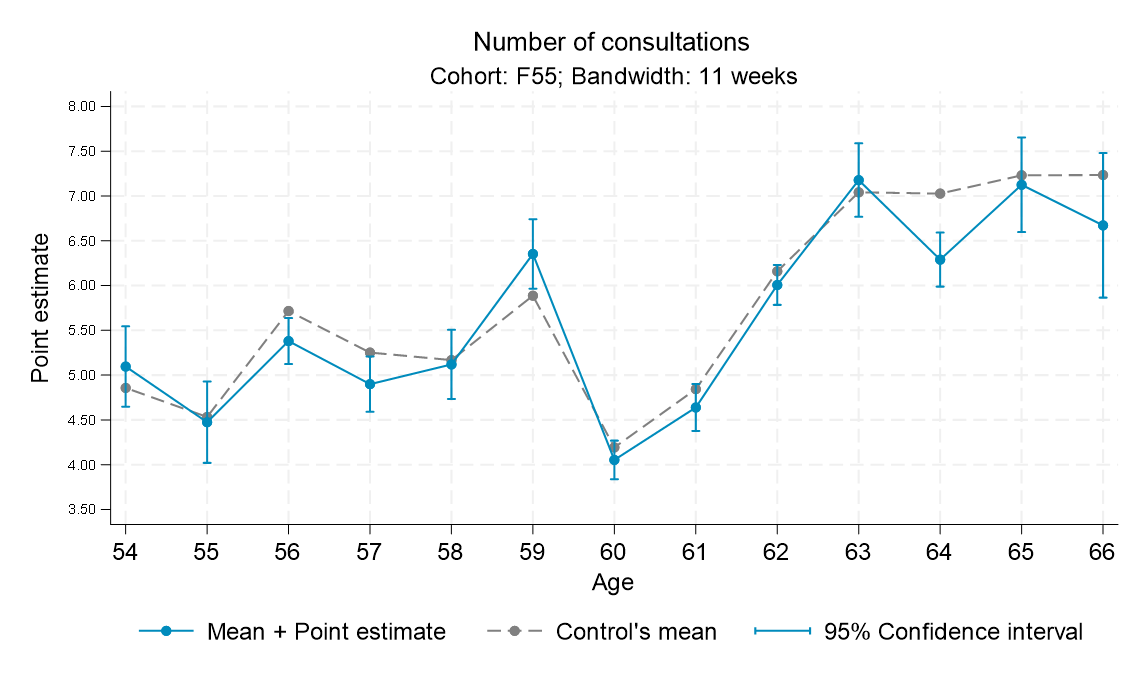 Number of consultations
Cohort: F55; Bandwidth: 11 weeks
8.00
7.50
7.00
6.50
6.00
5.50
5.00
4.50
4.00
3.50
Point estimate
54 55 56 57 58 59 60 61 62 63 64 65 66
Age
Mean + Point estimate Control's mean 95% Confidence interval